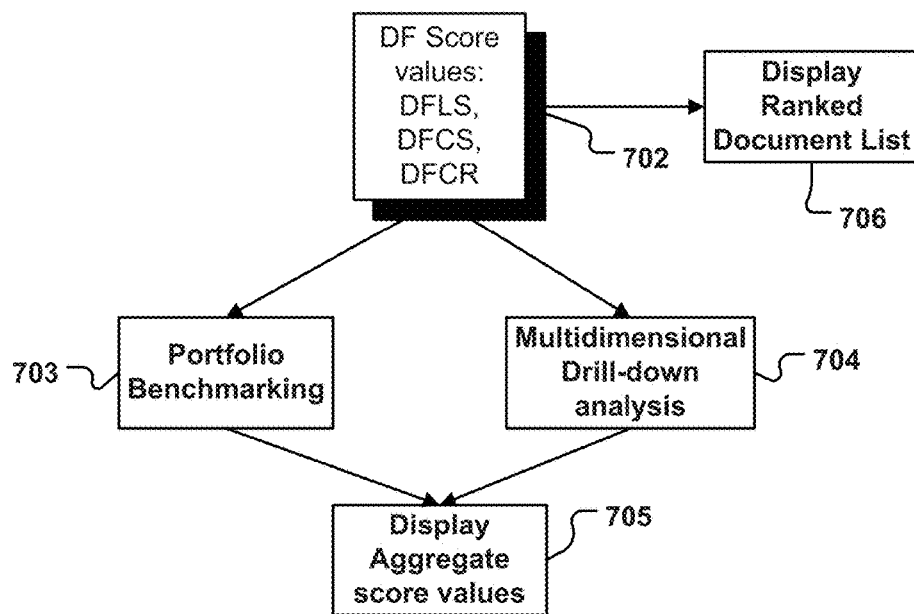 DF Score
values:
DFLS,
DFCS,
DFCR
702
Display
Ranked
Document List
706
703
Portfolio
Benchmarking
Multidimensional
Drill-down
analysis
704
Display
Aggregate
score values
705